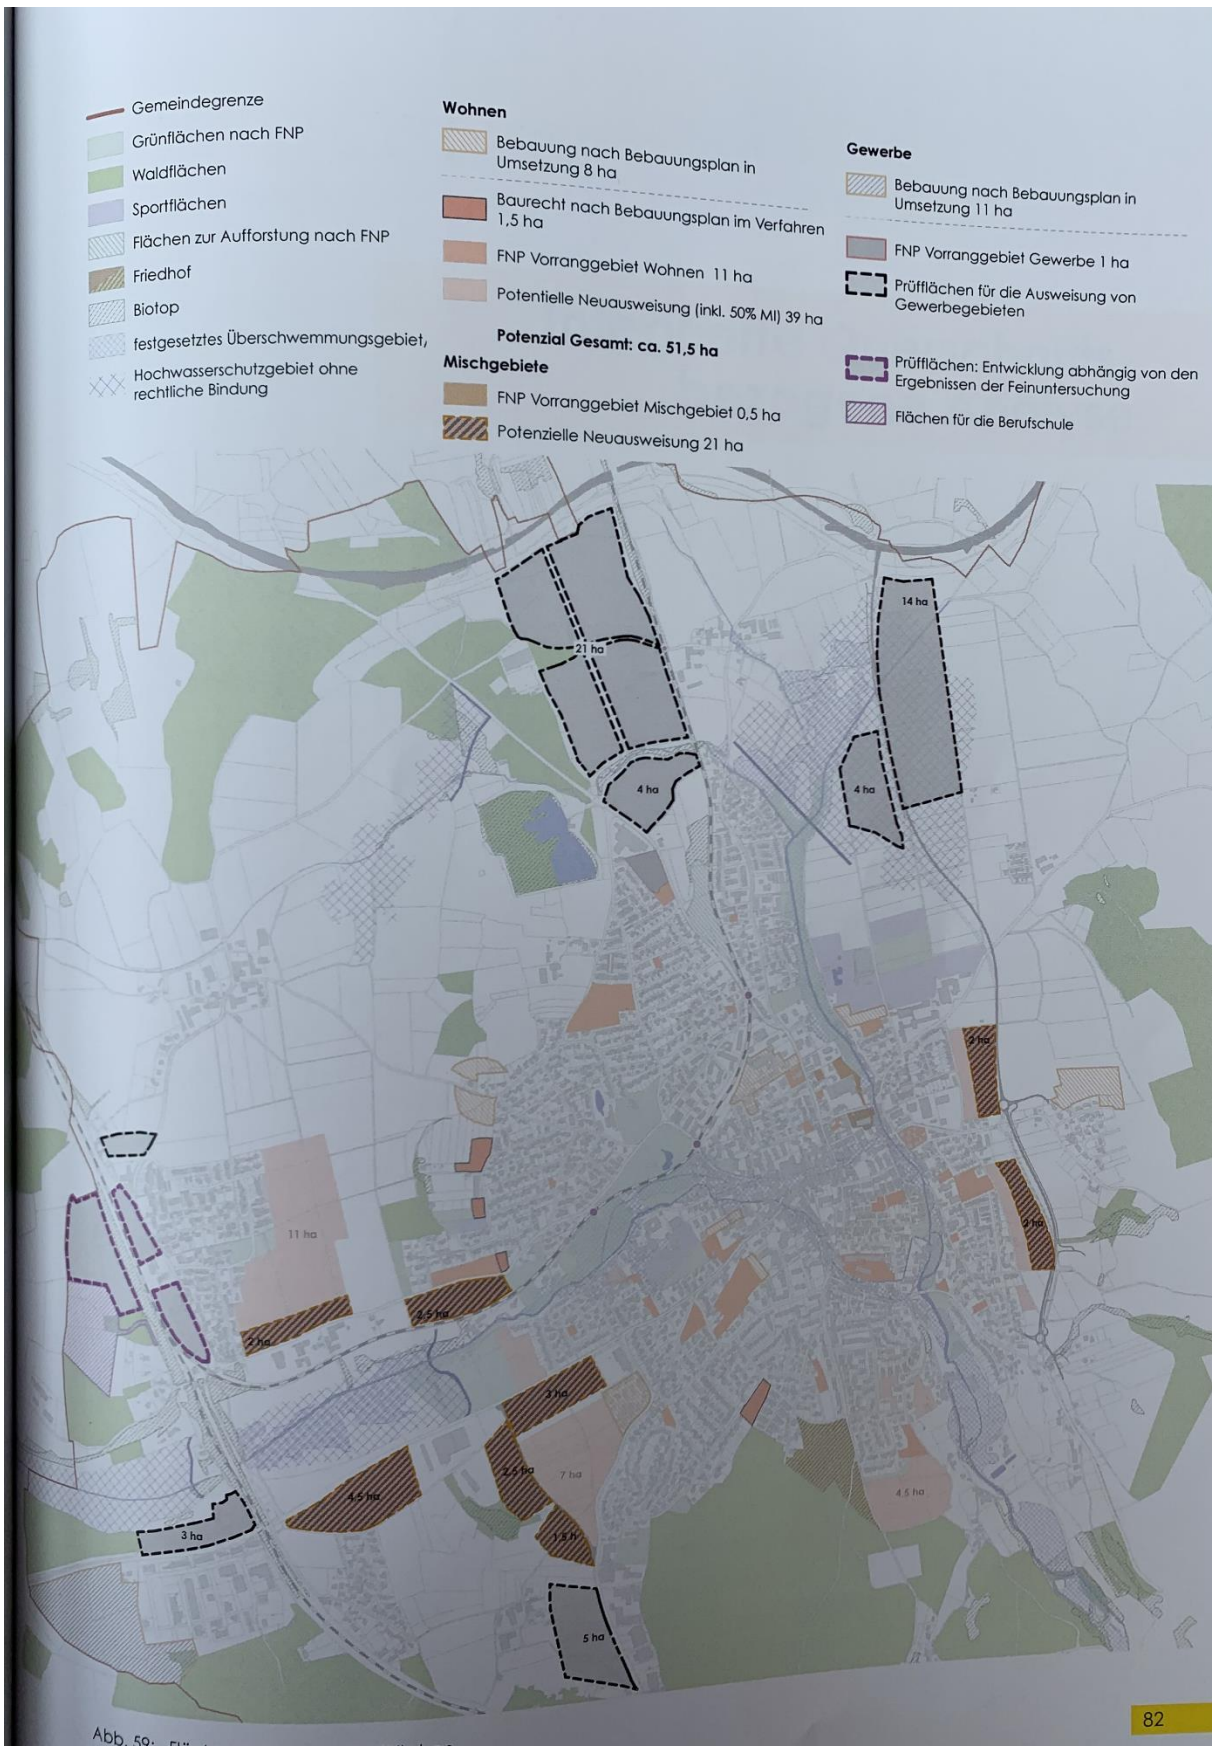 Gemeindegrenze
Grünflächen nach FNP
Waldflächen
Sportflächen
Flächen zur Aufforstung nach FNP
Friedhof
Biotop
festgesetztes Überschwemmungsgebiet,
Hochwasserschutzgebiet ohne
rechtliche Bindung
Wohnen
Bebauung nach Bebauungsplan in
Umsetzung 8 ha
Baurecht nach Bebauungsplan im Verfahren
1,5 ha
FNP Vorranggebiet Wohnen 11 ha
Potentielle Neuausweisung (inkl. 50% MI) 39 ha
Potenzial Gesamt: ca. 51,5 ha
Mischgebiete
FNP Vorranggebiet Mischgebiet 0,5 ha
Potenzielle Neuausweisung 21 ha
Gewerbe
Bebauung nach Bebauungsplan in
Umsetzung 11 ha
FNP Vorranggebiet Gewerbe 1 ha
Prüfflächen für die Ausweisung von
Gewerbegebieten
Prüfflächen: Entwicklung abhängig von den
Ergebnissen der Feinuntersuchung
Flächen für die Berufschule
14 ha
21 ha
4 ha
4 ha
2 ha
11 ha
2 ha
2,5 ha
2 ha
3 ha
2,5 ha
7 ha
4,5 ha
4,5 ha
1,5 h
3 ha
5 ha
82
Abb. 59: